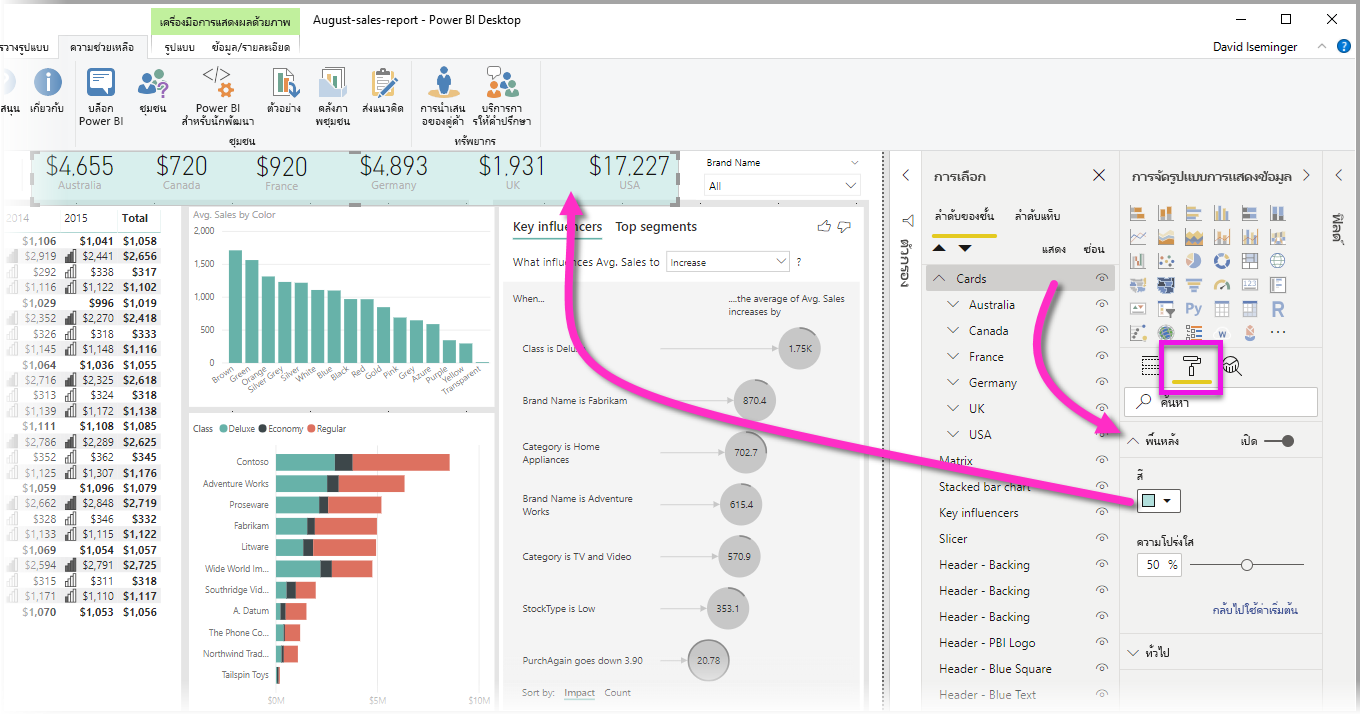 เครื่องมือการแสดงผลด้วยภาพ
August-sales-report - Power BI Desktop
David Iseminger
ความช่วยเหลือ
รูปแบบ
ข้อมูล/รายละเอียด
เกี่ยวกับ
บล็อก Power BI
ชุมชน
Power BI สำหรับนักพัฒนา
ตัวอย่าง
คลังภาพชุมชน
ส่งแนวคิด
การนำเสนอของคู่ค้า
บริการการให้คำปรึกษา
ชุมชน
ทรัพยากร
$4,655 $720 $920 $4,893 $1,931 $17,227
Australia Canada France Germany UK USA
Brand Name
All
2014 2015 Total
$1,106 $1,041 $1,058
$2,919 $2,441 $2,656
$292 $338 $317
$1,116 $1,122 $1,102
$1,029 $996 $1,019
$2,352 $2,270 $2,418
$326 $318 $333
$1,145 $1,148 $1,116
$1,064 $1,036 $1,055
$2,716 $2,325 $2,618
$313 $324 $318
$1,139 $1,172 $1,138
$1,111 $1,108 $1,085
$2,786 $2,289 $2,625
$352 $362 $345
$1,125 $1,307 $1,176
$1,059 $1,096 $1,079
$2,662 $2,848 $2,719
$328 $346 $332
$1,133 $1,115 $1,122
$1,069 $1,054 $1,057
$2,594 $2,791 $2,725
$315 $311 $318
$1,171 $1,110 $1,117
$1,070 $1,053 $1,056
Avg. Sales by Color
2,000
1,500
1,000
500
0
Brown Green Orange Silver Grey Silver White Blue Black Red Gold Pink Grey Azure Purple Yellow Transparent
Class Deluxe Economy Regular
Contoso
Adventure Works
Proseware
Fabrikam
Litware
Wide World Im...
Southridge Vid...
A. Datum
The Phone Co...
Northwind Trad...
Tailspin Toys
$0M $5M $10M
Key influencers Top segments
What influences Avg. Sales to Increase ?
When...
....the average of Avg. Sales
increases by
Class is Deluxe 1.75K
Brand Name is Fabrikam 870.4
Category is Home
Appliances 702.7
Brand Name is Adventure
Works 615.4
Category is TV and Video 570.9
StockType is Low 353.1
PurchAgain goes down 3.90 20.78
Sort by: Impact Count
ตัวกรอง
การเลือก
ลำดับของชั้น ลำดับแท็บ
แสดง ซ่อน
Cards
Australia
Canada
France
Germany
UK
USA
Matrix
Stacked bar chart
Key influencers
Slicer
Header - Backing
Header - Backing
Header - Backing
Header - PBI Logo
Header - Blue Square
Header - Blue Text
การจัดรูปแบบการแสดงข้อมูล
Py
R
ค้นหา
พื้นหลัง เปิด
สี
ความโปร่งใส
50 %
กลับไปใช้ค่าเริ่มต้น
ทั่วไป
ฟิลด์